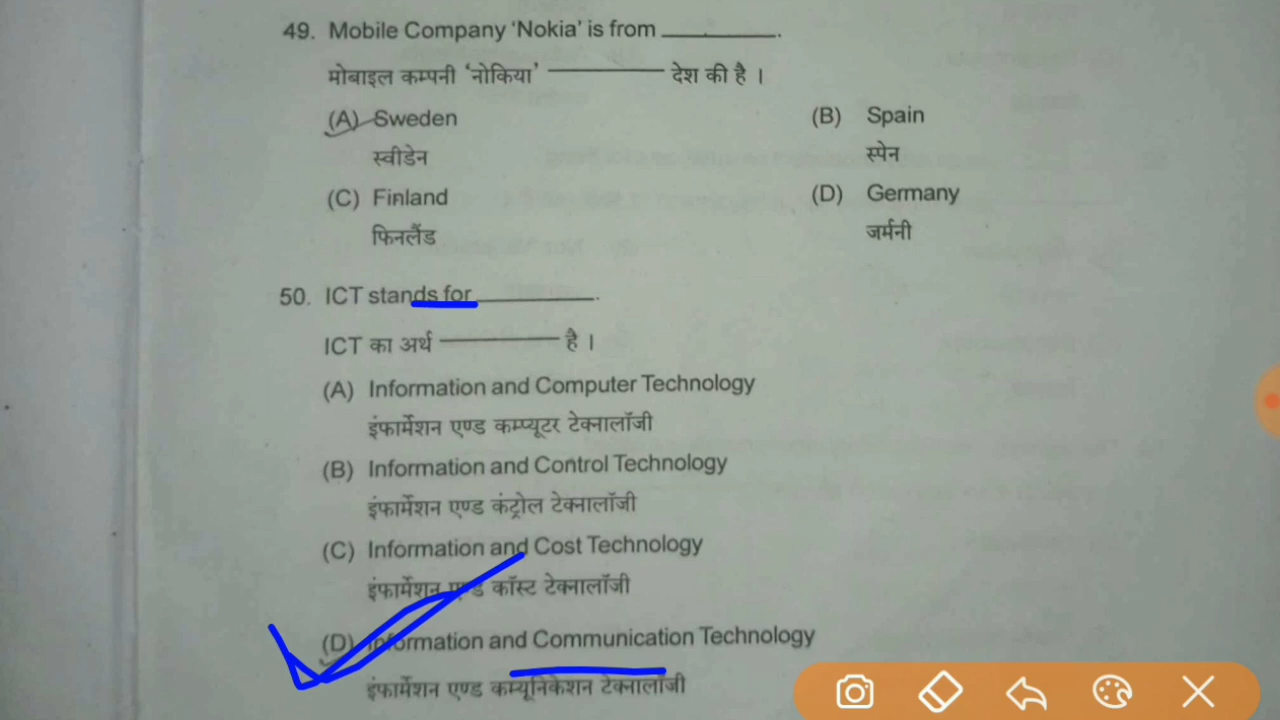 49. Mobile Company 'Nokia' is from ________.
मोबाइल कम्पनी 'नोकिया' ________ देश की है ।
(A) Sweden (B) Spain
स्वीडेन स्पेन
(C) Finland (D) Germany
फिनलैंड जर्मनी
50. ICT stands for ________.
ICT का अर्थ ________ है ।
(A) Information and Computer Technology
इंफार्मेशन एण्ड कम्प्यूटर टेक्नालॉजी
(B) Information and Control Technology
इंफार्मेशन एण्ड कंट्रोल टेक्नालॉजी
(C) Information and Cost Technology
इंफार्मेशन एण्ड कॉस्ट टेक्नालॉजी
(D) Information and Communication Technology
इंफार्मेशन एण्ड कम्यूनिकेशन टेक्नालॉजी